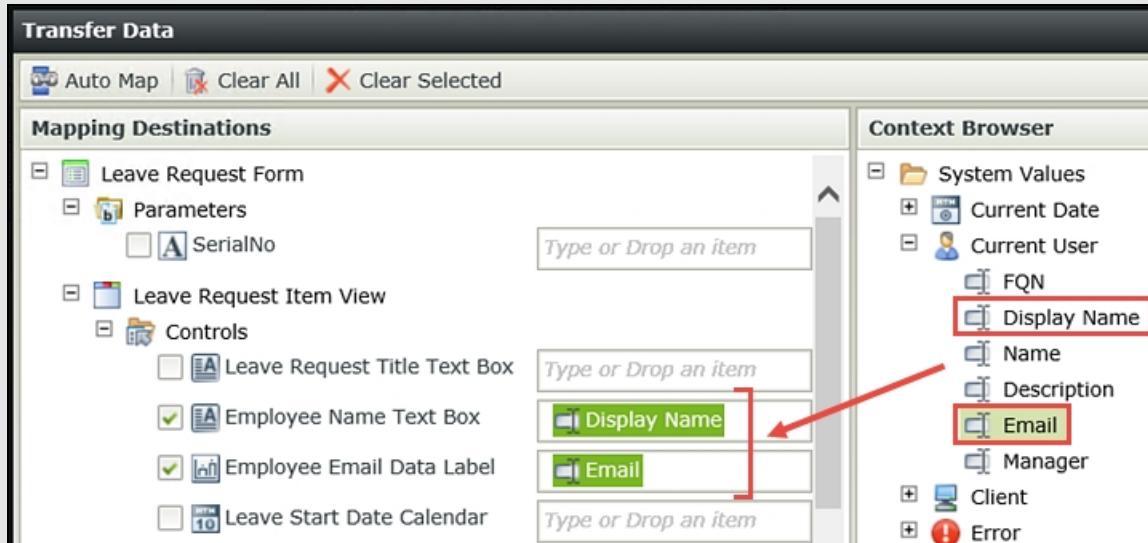 Transfer Data
Auto Map Clear All Clear Selected
Mapping Destinations
Leave Request Form
Parameters
SerialNo Type or Drop an item
Leave Request Item View
Controls
Leave Request Title Text Box Type or Drop an item
Employee Name Text Box Display Name
Employee Email Data Label Email
Leave Start Date Calendar Type or Drop an item
Context Browser
System Values
Current Date
Current User
FQN
Display Name
Name
Description
Email
Manager
Client
Error